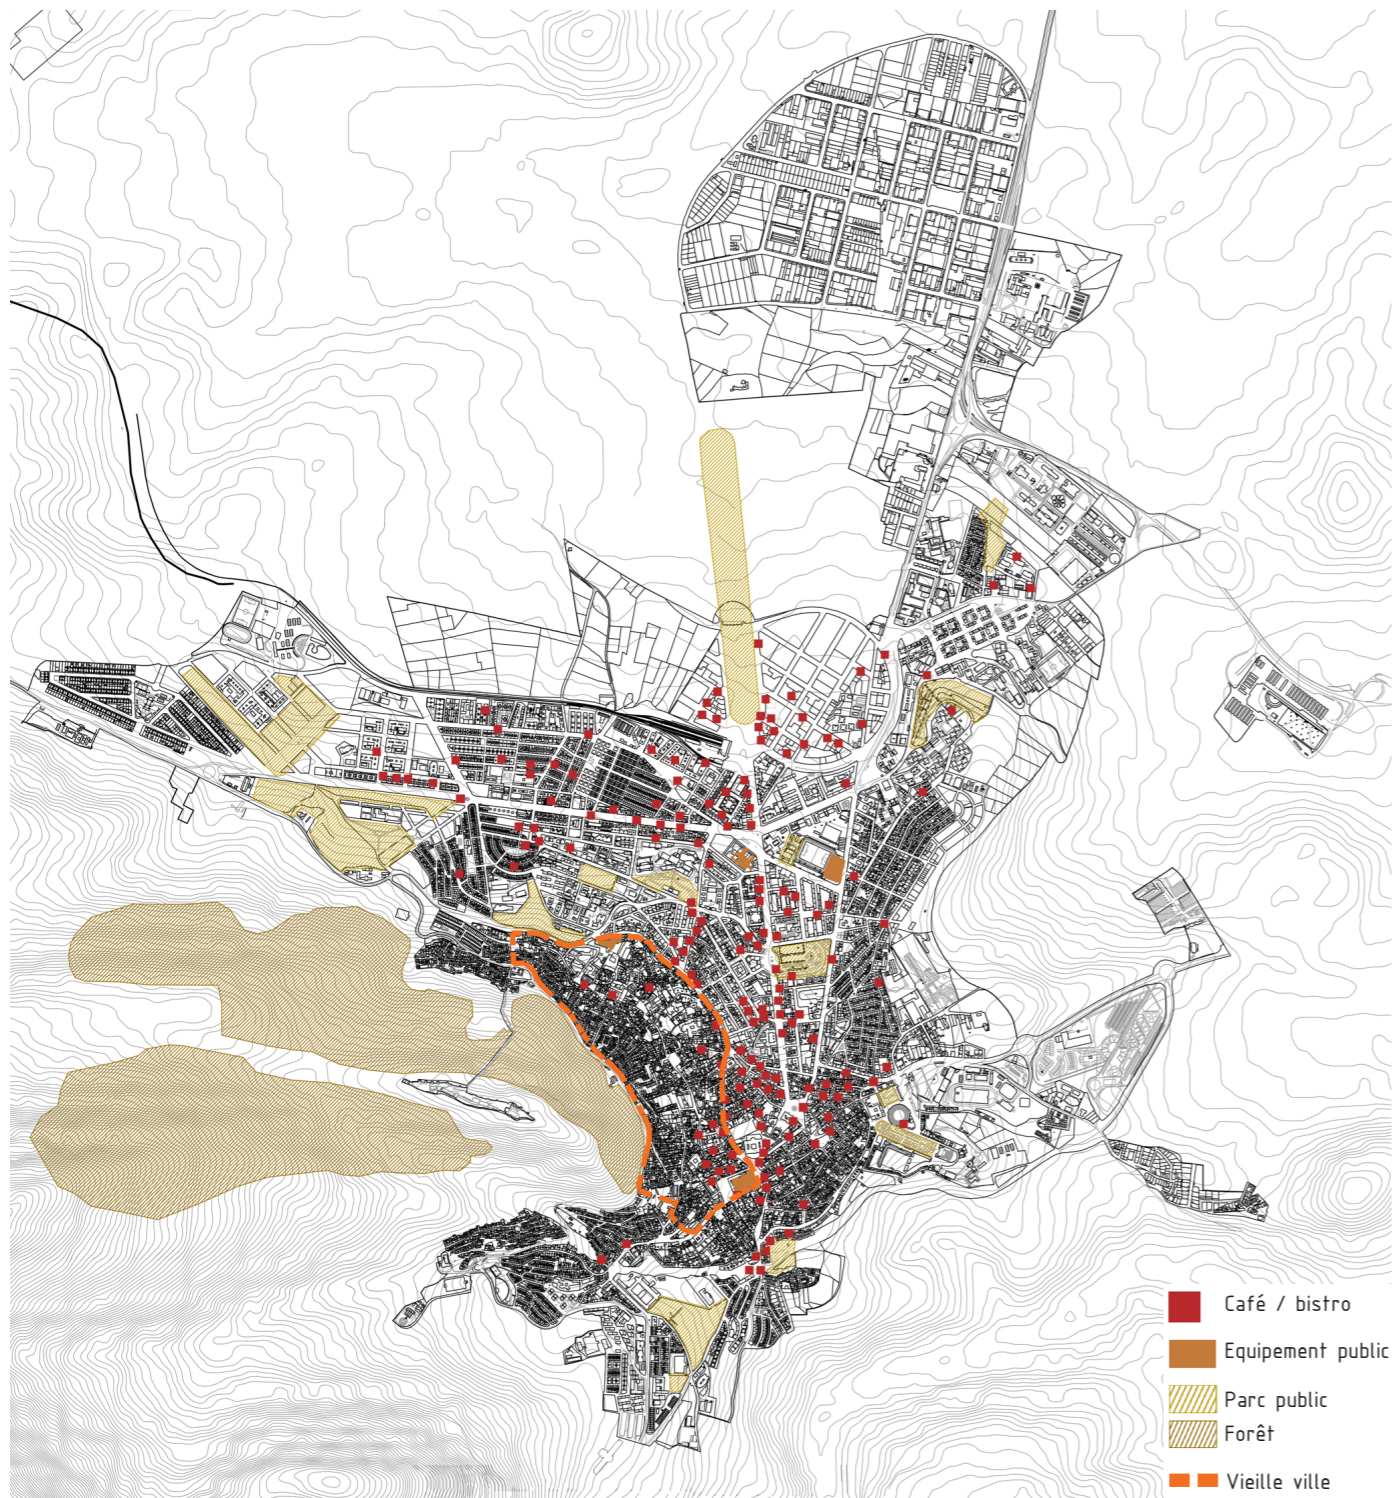 Café / bistro
Equipement public
Parc public
Forêt
Vieille ville